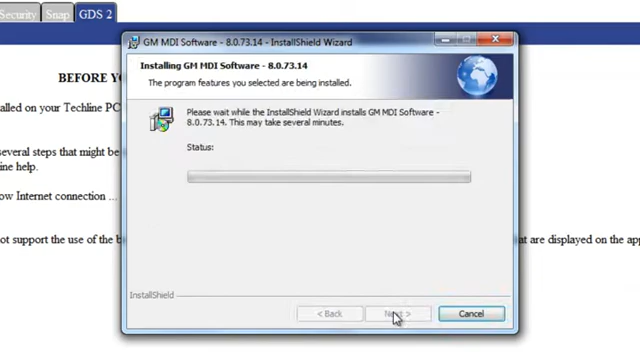 Security Snap GDS 2
GM MDI Software - 8.0.73.14 - InstallShield Wizard
Installing GM MDI Software - 8.0.73.14
The program features you selected are being installed.
BEFORE YO
alled on your Techline PC
Please wait while the InstallShield Wizard installs GM MDI Software -
8.0.73.14. This may take several minutes.
several steps that might be
ine help.
Status:
ow Internet connection ...
ot support the use of the b
at are displayed on the app
InstallShield
< Back Next > Cancel